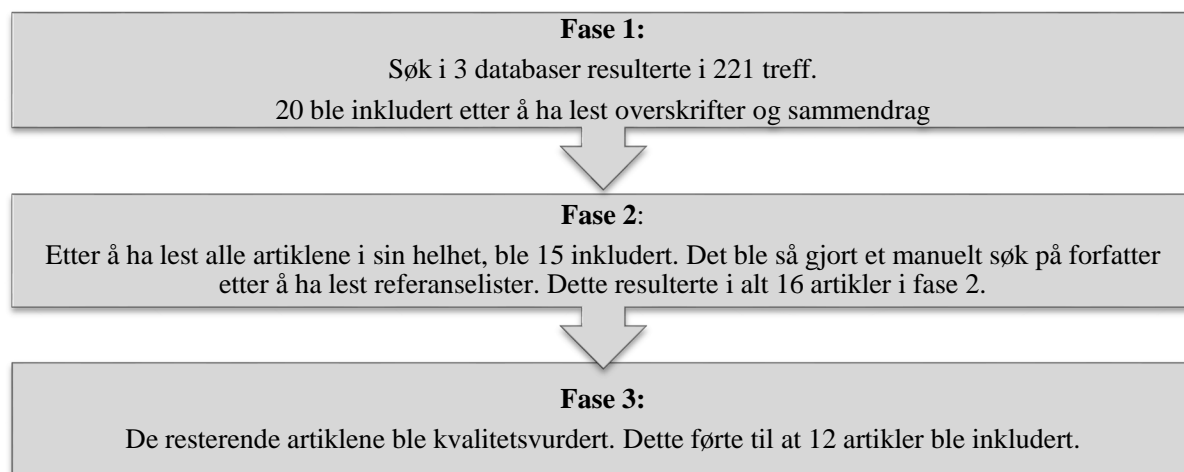 Fase 1:
Søk i 3 databaser resulterte i 221 treff.
20 ble inkludert etter å ha lest overskrifter og sammendrag
Fase 2:
Etter å ha lest alle artiklene i sin helhet, ble 15 inkludert. Det ble så gjort et manuelt søk på forfatter
etter å ha lest referanselister. Dette resulterte i alt 16 artikler i fase 2.
Fase 3:
De resterende artiklene ble kvalitetsvurdert. Dette førte til at 12 artikler ble inkludert.